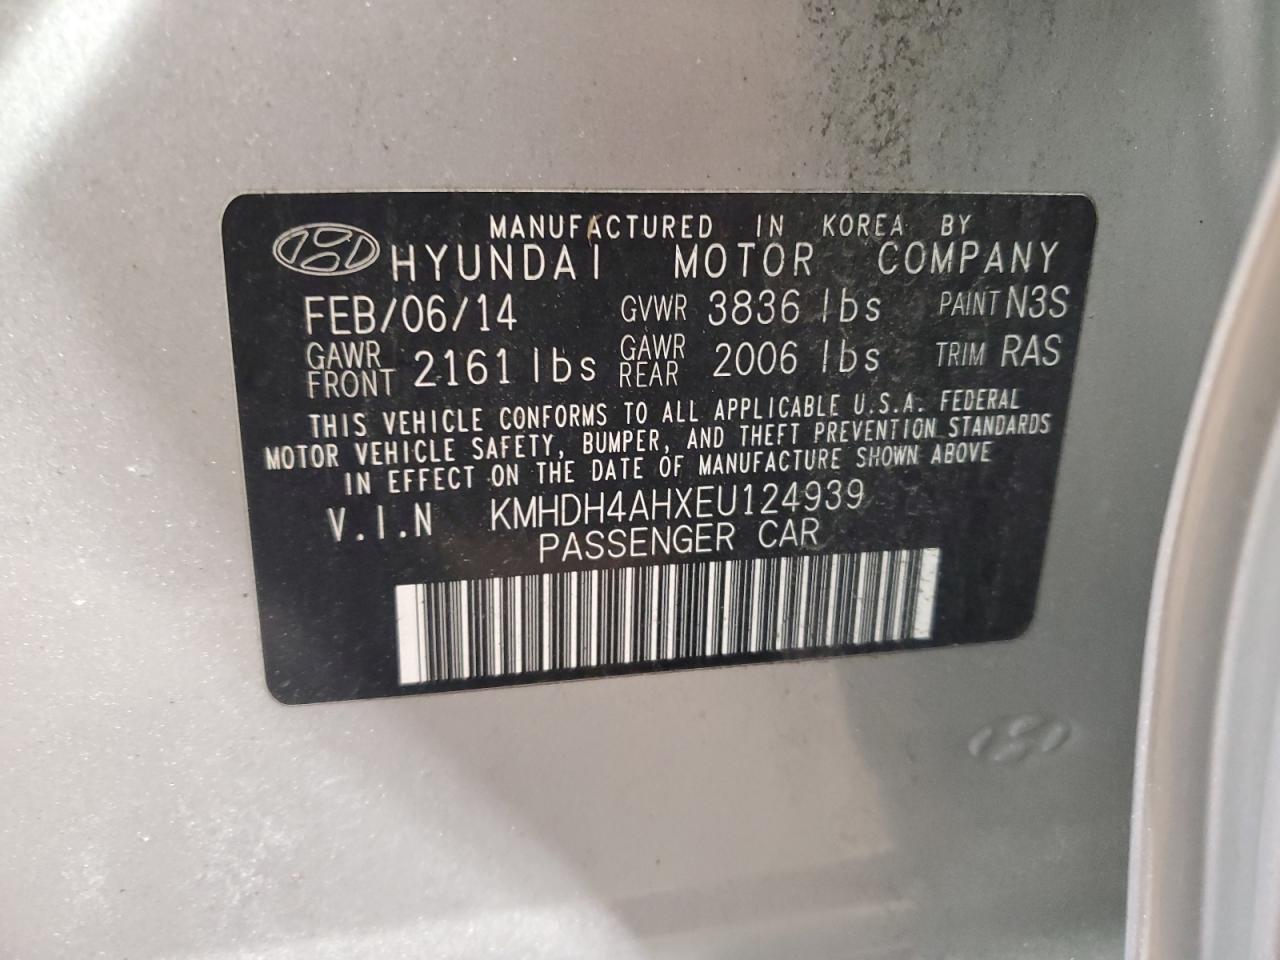 MANUFACTURED IN KOREA BY
HYUNDAI MOTOR COMPANY
FEB/06/14 GVWR 3836 lbs PAINT N3S
GAWR FRONT 2161 lbs GAWR REAR 2006 lbs TRIM RAS
THIS VEHICLE CONFORMS TO ALL APPLICABLE U.S.A. FEDERAL
MOTOR VEHICLE SAFETY, BUMPER, AND THEFT PREVENTION STANDARDS
IN EFFECT ON THE DATE OF MANUFACTURE SHOWN ABOVE
V.I.N KMHDH4AHXEU124939
PASSENGER CAR